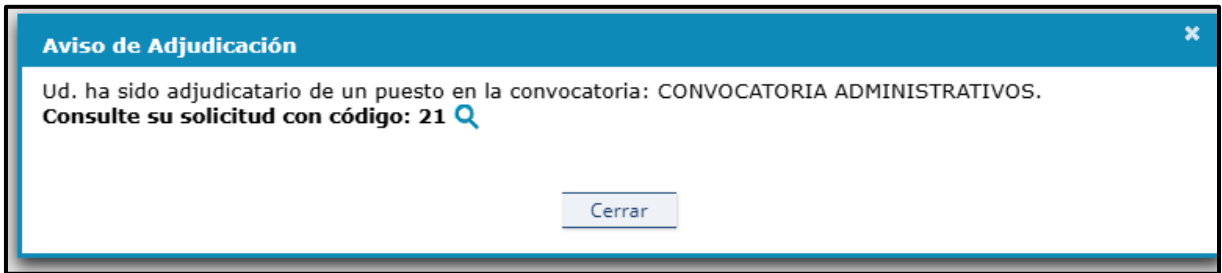 Aviso de Adjudicación
Ud. ha sido adjudicatario de un puesto en la convocatoria: CONVOCATORIA ADMINISTRATIVOS.
Consulte su solicitud con código: 21
Cerrar